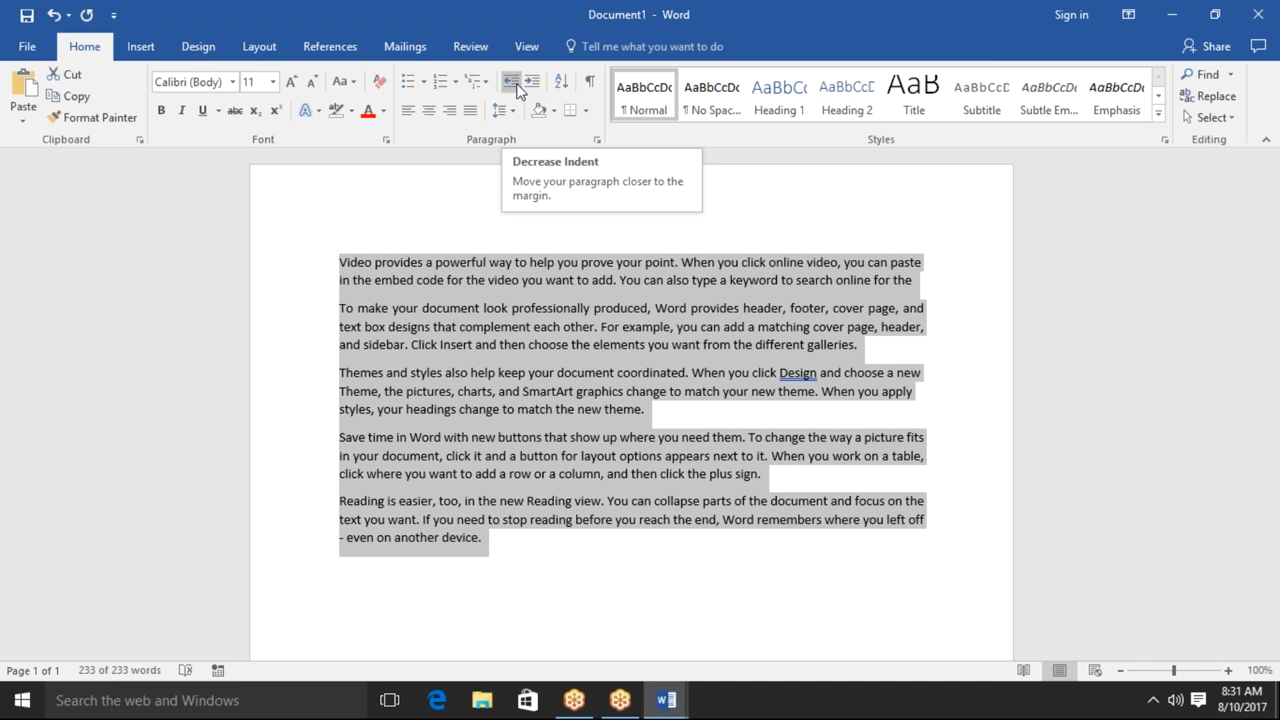 Document1 - Word
Sign in
File
Home
Insert
Design
Layout
References
Mailings
Review
View
Tell me what you want to do
Share
Paste
Cut
Copy
Format Painter
Clipboard
Calibri (Body)
11
Aa
B I U abc x₂ x²
A
Font
Paragraph
AaBbCcDc
¶ Normal
AaBbCcDc
¶ No Spac...
AaBbCc
Heading 1
AaBbCcE
Heading 2
AaB
Title
AaBbCcD
Subtitle
AaBbCcDc
Subtle Em...
AaBbCcDc
Emphasis
Styles
Find
Replace
Select
Editing
Decrease Indent
Move your paragraph closer to the
margin.
Video provides a powerful way to help you prove your point. When you click online video, you can paste
in the embed code for the video you want to add. You can also type a keyword to search online for the
To make your document look professionally produced, Word provides header, footer, cover page, and
text box designs that complement each other. For example, you can add a matching cover page, header,
and sidebar. Click Insert and then choose the elements you want from the different galleries.
Themes and styles also help keep your document coordinated. When you click Design and choose a new
Theme, the pictures, charts, and SmartArt graphics change to match your new theme. When you apply
styles, your headings change to match the new theme.
Save time in Word with new buttons that show up where you need them. To change the way a picture fits
in your document, click it and a button for layout options appears next to it. When you work on a table,
click where you want to add a row or a column, and then click the plus sign.
Reading is easier, too, in the new Reading view. You can collapse parts of the document and focus on the
text you want. If you need to stop reading before you reach the end, Word remembers where you left off
- even on another device.
Page 1 of 1
233 of 233 words
100%
Search the web and Windows
8:31 AM
8/10/2017